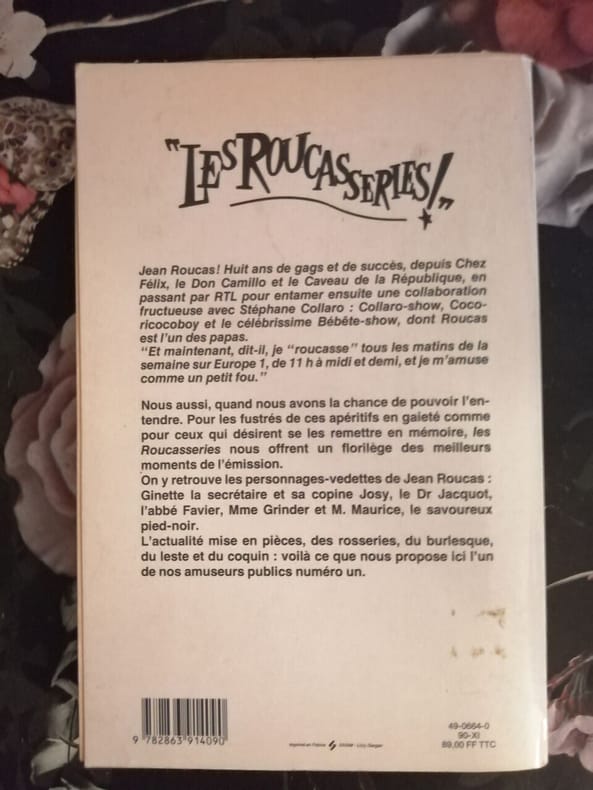 "LES ROUCASSERIES!"
Jean Roucas! Huit ans de gags et de succès, depuis Chez
Félix, le Don Camillo et le Caveau de la République, en
passant par RTL pour entamer ensuite une collaboration
fructueuse avec Stéphane Collaro : Collaro-show, Coco-
ricocoboy et le célébrissime Bébête-show, dont Roucas
est l'un des papas.
"Et maintenant, dit-il, je "roucasse" tous les matins de la
semaine sur Europe 1, de 11 h à midi et demi, et je m'amuse
comme un petit fou."
Nous aussi, quand nous avons la chance de pouvoir l'en-
tendre. Pour les fustrés de ces apéritifs en gaieté comme
pour ceux qui désirent se les remettre en mémoire, les
Roucasseries nous offrent un florilège des meilleurs
moments de l'émission.
On y retrouve les personnages-vedettes de Jean Roucas :
Ginette la secrétaire et sa copine Josy, le Dr Jacquot,
l'abbé Favier, Mme Grinder et M. Maurice, le savoureux
pied-noir.
L'actualité mise en pièces, des rosseries, du burlesque,
du leste et du coquin : voilà ce que nous propose ici l'un
de nos amuseurs publics numéro un.
9 782863 914090
Imprimé en France
49-0664-0
90-XI
89,00 FF TTC